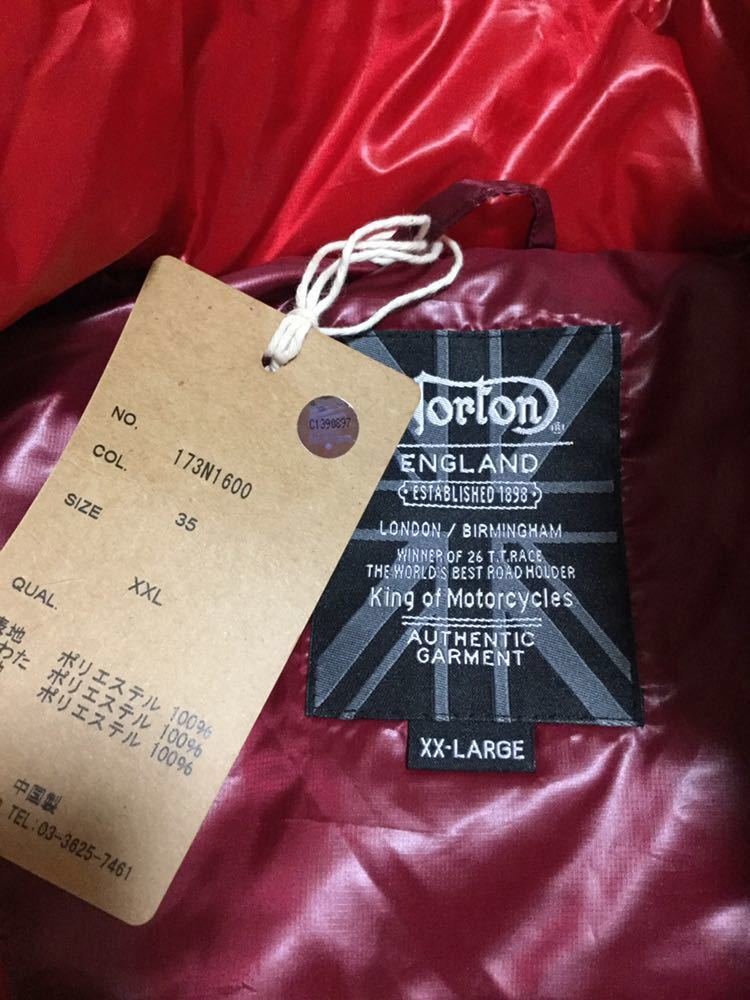 C1390897
NO. 173N1600
COL. 35
SIZE XXL
QUAL.
ポリエステル 100%
わた ポリエステル 100%
ポリエステル 100%
中国製
TEL:03-3625-7461
Norton
ENGLAND
ESTABLISHED 1898
LONDON / BIRMINGHAM
WINNER OF 26 T.T.RACE
THE WORLD'S BEST ROAD HOLDER
King of Motorcycles
AUTHENTIC
GARMENT
XX-LARGE